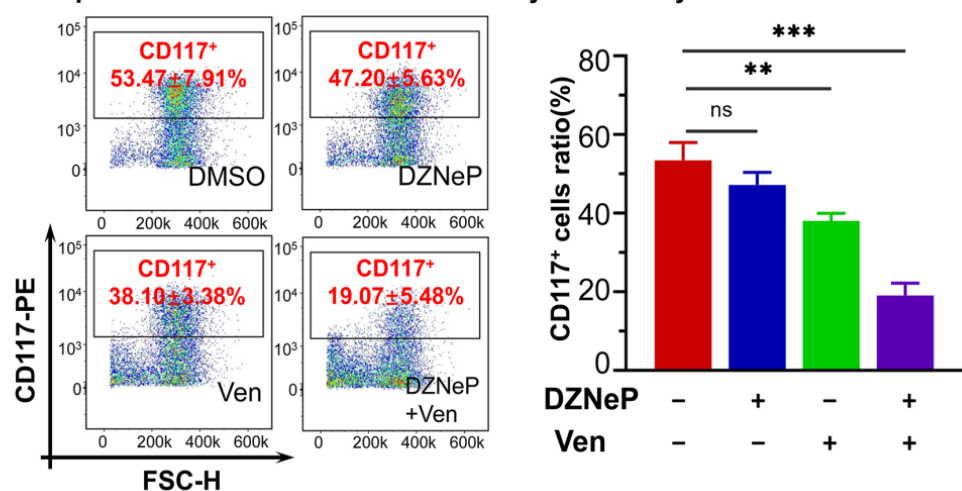 10⁵
10⁴
10³
0
CD117⁺
53.47±7.91%
DMSO
0 200k 400k 600k
10⁵
10⁴
10³
0
CD117⁺
47.20±5.63%
DZNeP
0 200k 400k 600k
10⁵
10⁴
10³
0
CD117⁺
38.10±3.38%
Ven
0 200k 400k 600k
10⁵
10⁴
10³
0
CD117⁺
19.07±5.48%
DZNeP
+Ven
0 200k 400k 600k
CD117-PE
FSC-H
CD117⁺ cells ratio(%)
80
60
40
20
0
***
**
ns
DZNeP − + − +
Ven − − + +